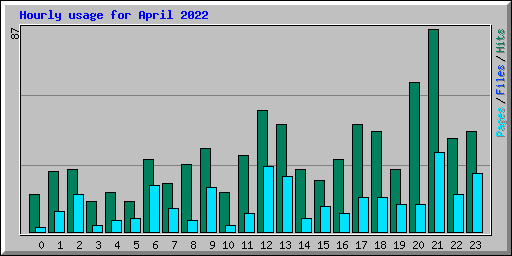 Hourly usage for April 2022
87
Pages/Files/Hits
0 1 2 3 4 5 6 7 8 9 10 11 12 13 14 15 16 17 18 19 20 21 22 23